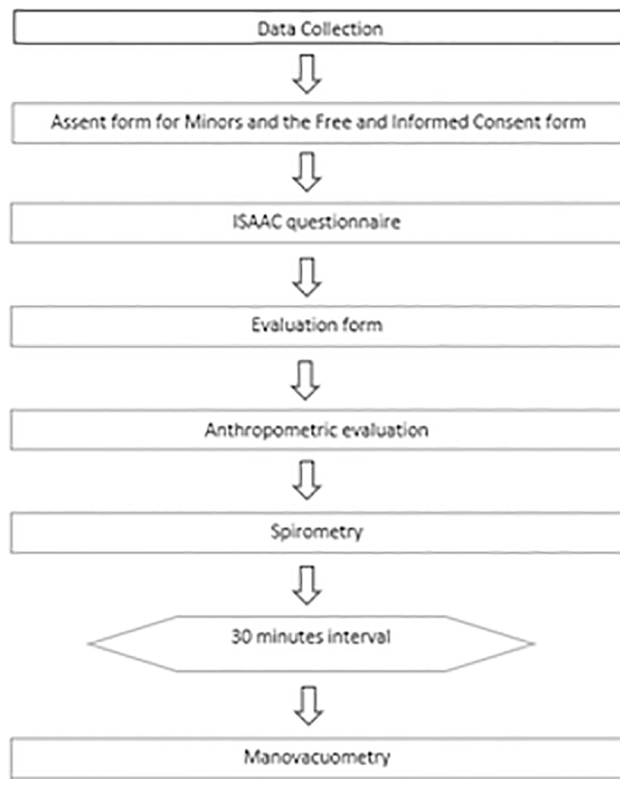 Data Collection
Assent form for Minors and the Free and Informed Consent form
ISAAC questionnaire
Evaluation form
Anthropometric evaluation
Spirometry
30 minutes interval
Manovacuometry